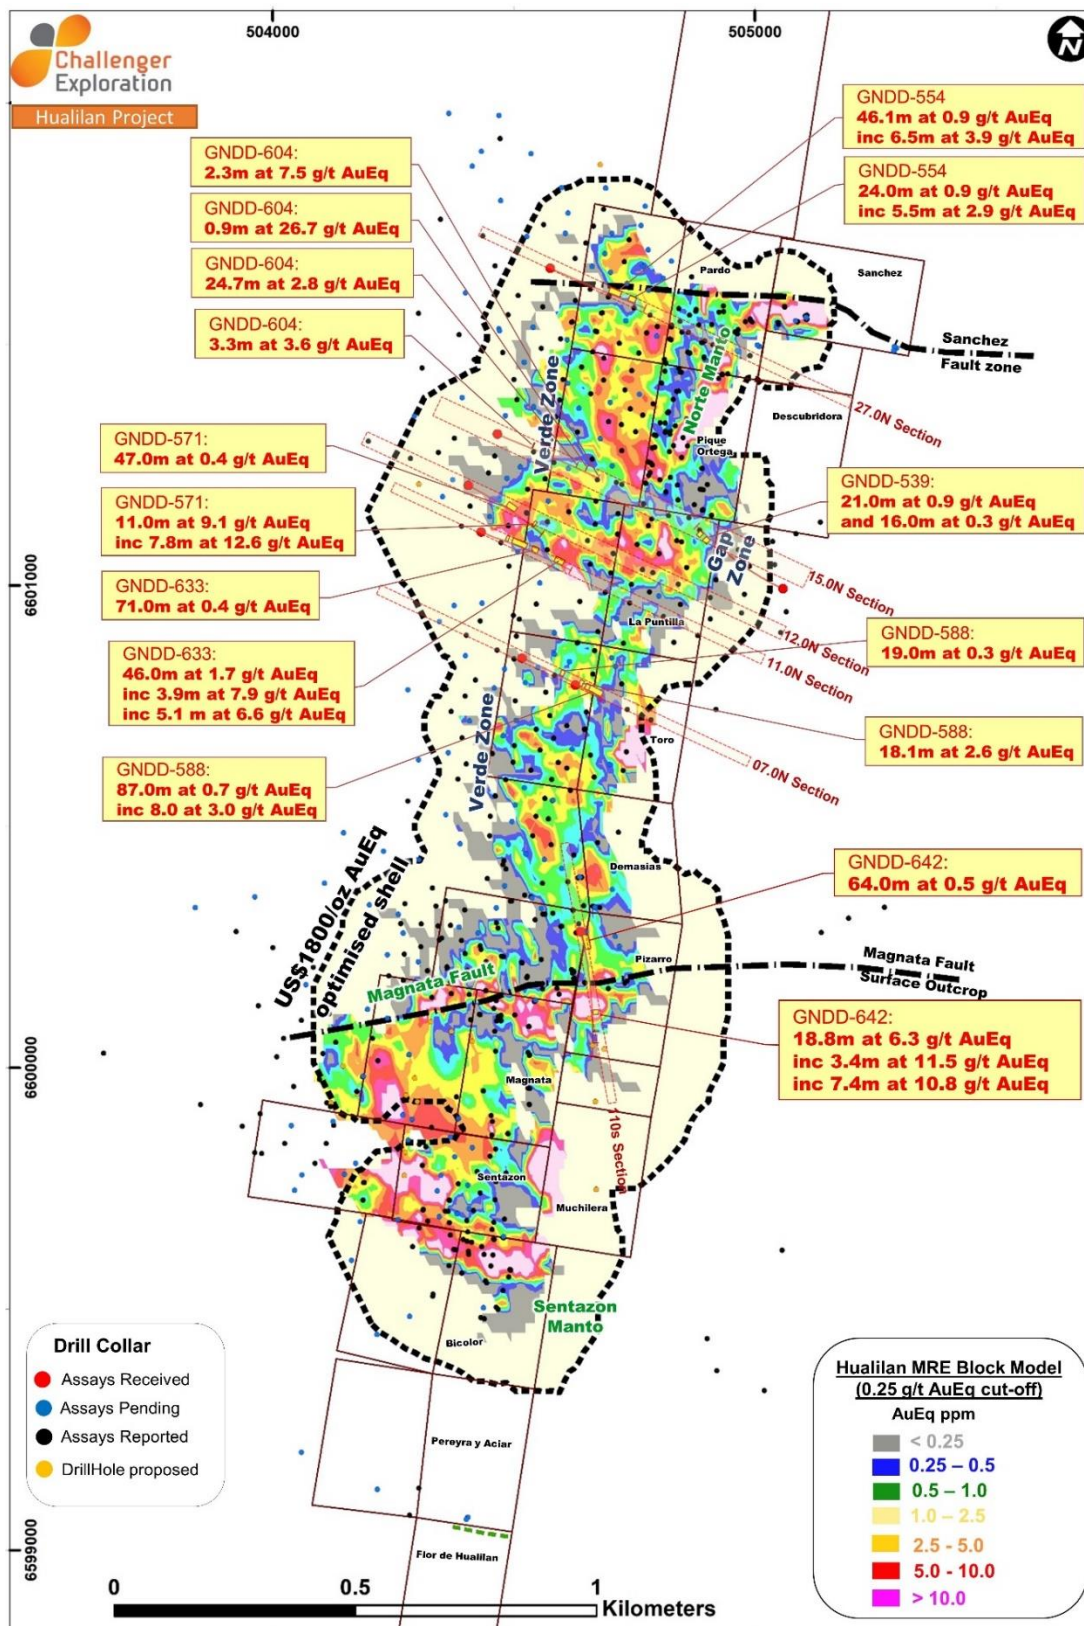 504000
505000
N
Challenger
Exploration
Hualilan Project
GNDD-554
46.1m at 0.9 g/t AuEq
inc 6.5m at 3.9 g/t AuEq
GNDD-604:
2.3m at 7.5 g/t AuEq
GNDD-554
24.0m at 0.9 g/t AuEq
inc 5.5m at 2.9 g/t AuEq
GNDD-604:
0.9m at 26.7 g/t AuEq
GNDD-604:
24.7m at 2.8 g/t AuEq
GNDD-604:
3.3m at 3.6 g/t AuEq
Pardo
Sanchez
Sanchez
Fault zone
Verde Zone
Norte Manto
27.0N Section
Descubridora
Pique
Ortega
GNDD-571:
47.0m at 0.4 g/t AuEq
GNDD-539:
21.0m at 0.9 g/t AuEq
and 16.0m at 0.3 g/t AuEq
GNDD-571:
11.0m at 9.1 g/t AuEq
inc 7.8m at 12.6 g/t AuEq
Gap
Zone
15.0N Section
6601000
GNDD-633:
71.0m at 0.4 g/t AuEq
La Puntilla
12.0N Section
11.0N Section
GNDD-588:
19.0m at 0.3 g/t AuEq
GNDD-633:
46.0m at 1.7 g/t AuEq
inc 3.9m at 7.9 g/t AuEq
inc 5.1 m at 6.6 g/t AuEq
GNDD-588:
18.1m at 2.6 g/t AuEq
Verde Zone
Toro
07.0N Section
GNDD-588:
87.0m at 0.7 g/t AuEq
inc 8.0 at 3.0 g/t AuEq
GNDD-642:
64.0m at 0.5 g/t AuEq
Demasias
US$1800/oz AuEq
optimised shell
Magnata Fault
Pizarro
Magnata Fault
Surface Outcrop
GNDD-642:
18.8m at 6.3 g/t AuEq
inc 3.4m at 11.5 g/t AuEq
inc 7.4m at 10.8 g/t AuEq
6600000
Magnata
110s Section
Sentazon
Muchilera
Sentazon
Manto
Bicolor
Drill Collar
Assays Received
Assays Pending
Assays Reported
DrillHole proposed
Hualilan MRE Block Model
(0.25 g/t AuEq cut-off)
AuEq ppm
< 0.25
0.25 – 0.5
0.5 – 1.0
1.0 – 2.5
2.5 - 5.0
5.0 - 10.0
> 10.0
Pereyra y Aciar
6599000
Flor de Hualilan
0
0.5
1
Kilometers